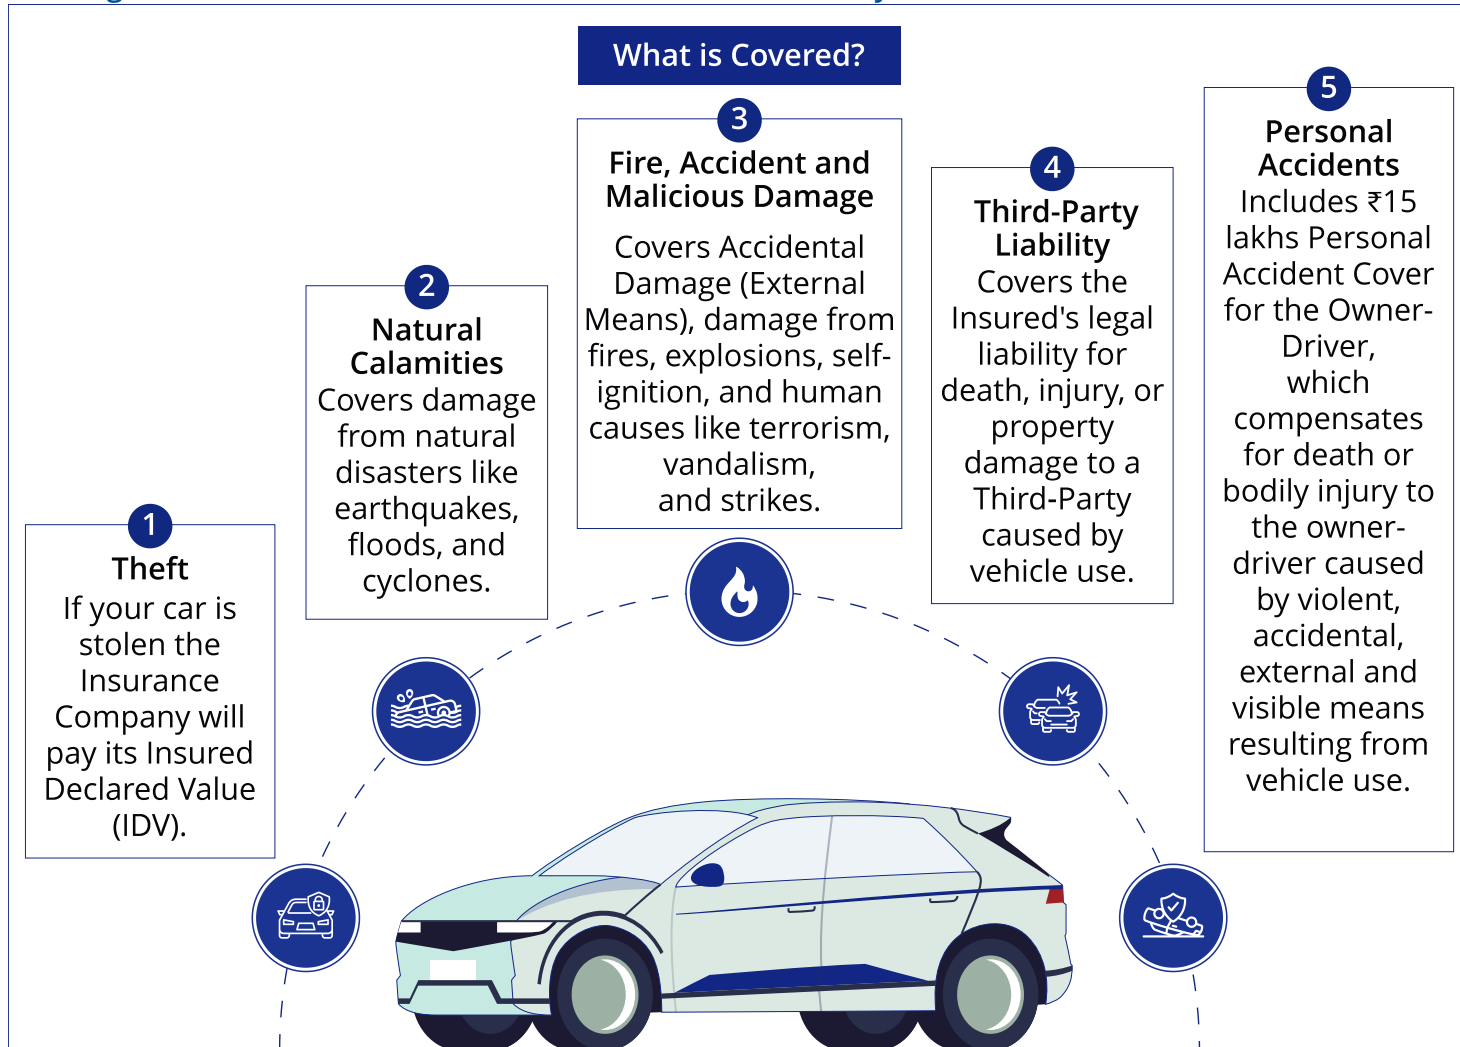 What is Covered?
1
Theft
If your car is
stolen the
Insurance
Company will
pay its Insured
Declared Value
(IDV).
2
Natural
Calamities
Covers damage
from natural
disasters like
earthquakes,
floods, and
cyclones.
3
Fire, Accident and
Malicious Damage
Covers Accidental
Damage (External
Means), damage from
fires, explosions, self-
ignition, and human
causes like terrorism,
vandalism,
and strikes.
4
Third-Party
Liability
Covers the
Insured's legal
liability for
death, injury, or
property
damage to a
Third-Party
caused by
vehicle use.
5
Personal
Accidents
Includes ₹15
lakhs Personal
Accident Cover
for the Owner-
Driver,
which
compensates
for death or
bodily injury to
the owner-
driver caused
by violent,
accidental,
external and
visible means
resulting from
vehicle use.